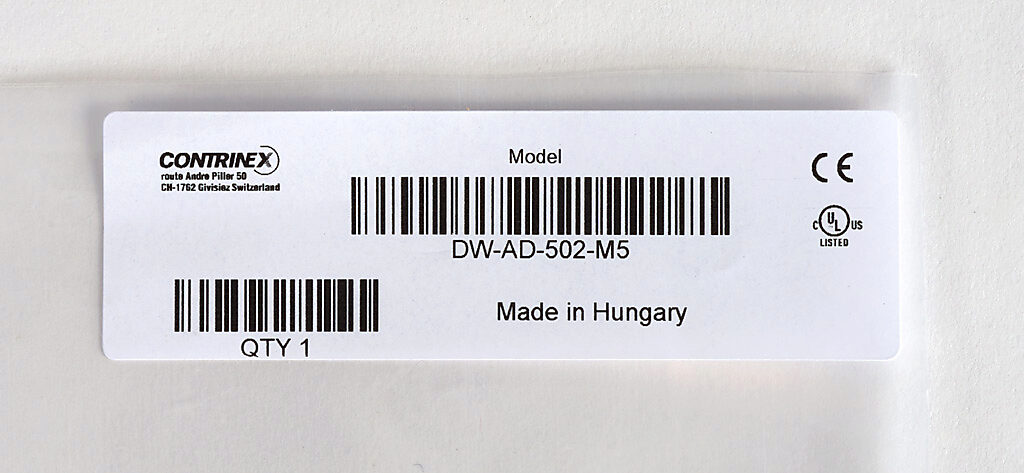 CONTRINEX
route André Piller 50
CH-1762 Givisiez Switzerland
Model
DW-AD-502-M5
CE
C UL US
LISTED
QTY 1
Made in Hungary